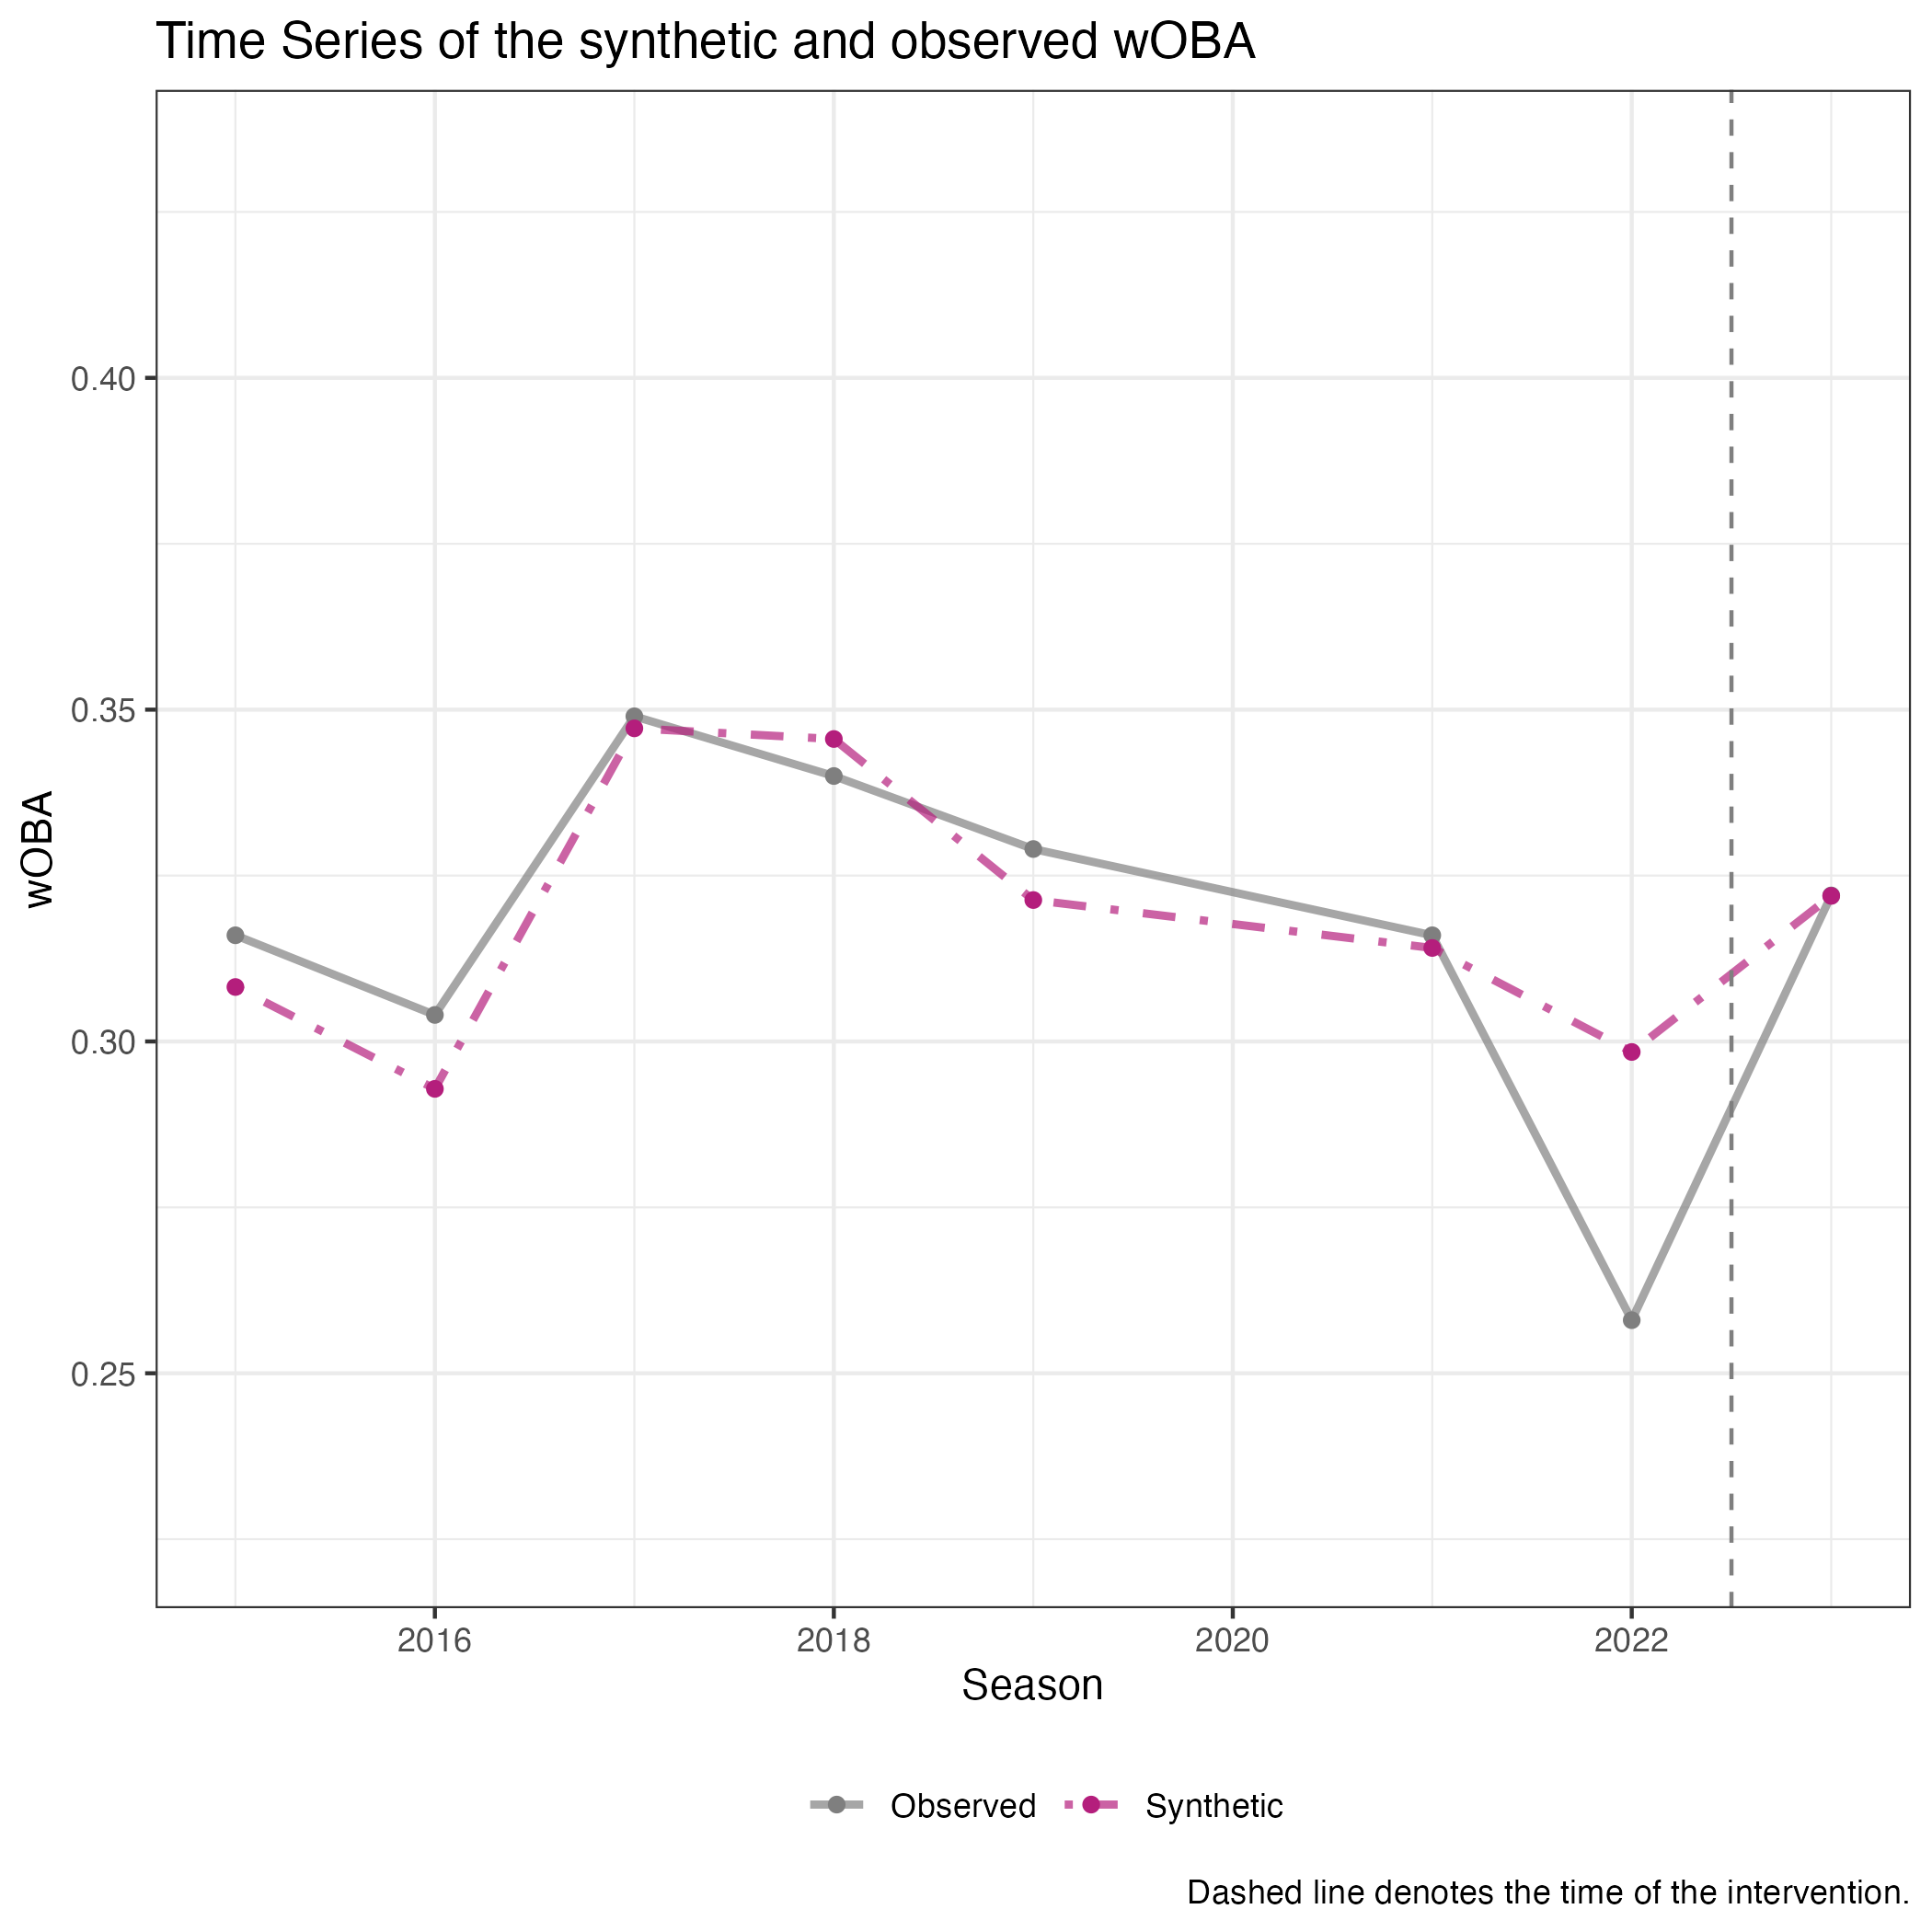 Time Series of the synthetic and observed wOBA
wOBA
0.40
0.35
0.30
0.25
2016 2018 2020 2022
Season
Observed Synthetic
Dashed line denotes the time of the intervention.